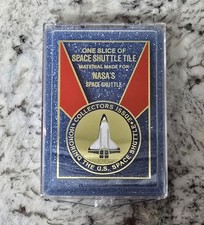 ONE SLICE OF
SPACE SHUTTLE TILE
MATERIAL MADE FOR
NASA'S
SPACE SHUTTLE
COLLECTORS ISSUE
HONORING THE U.S. SPACE SHUTTLE